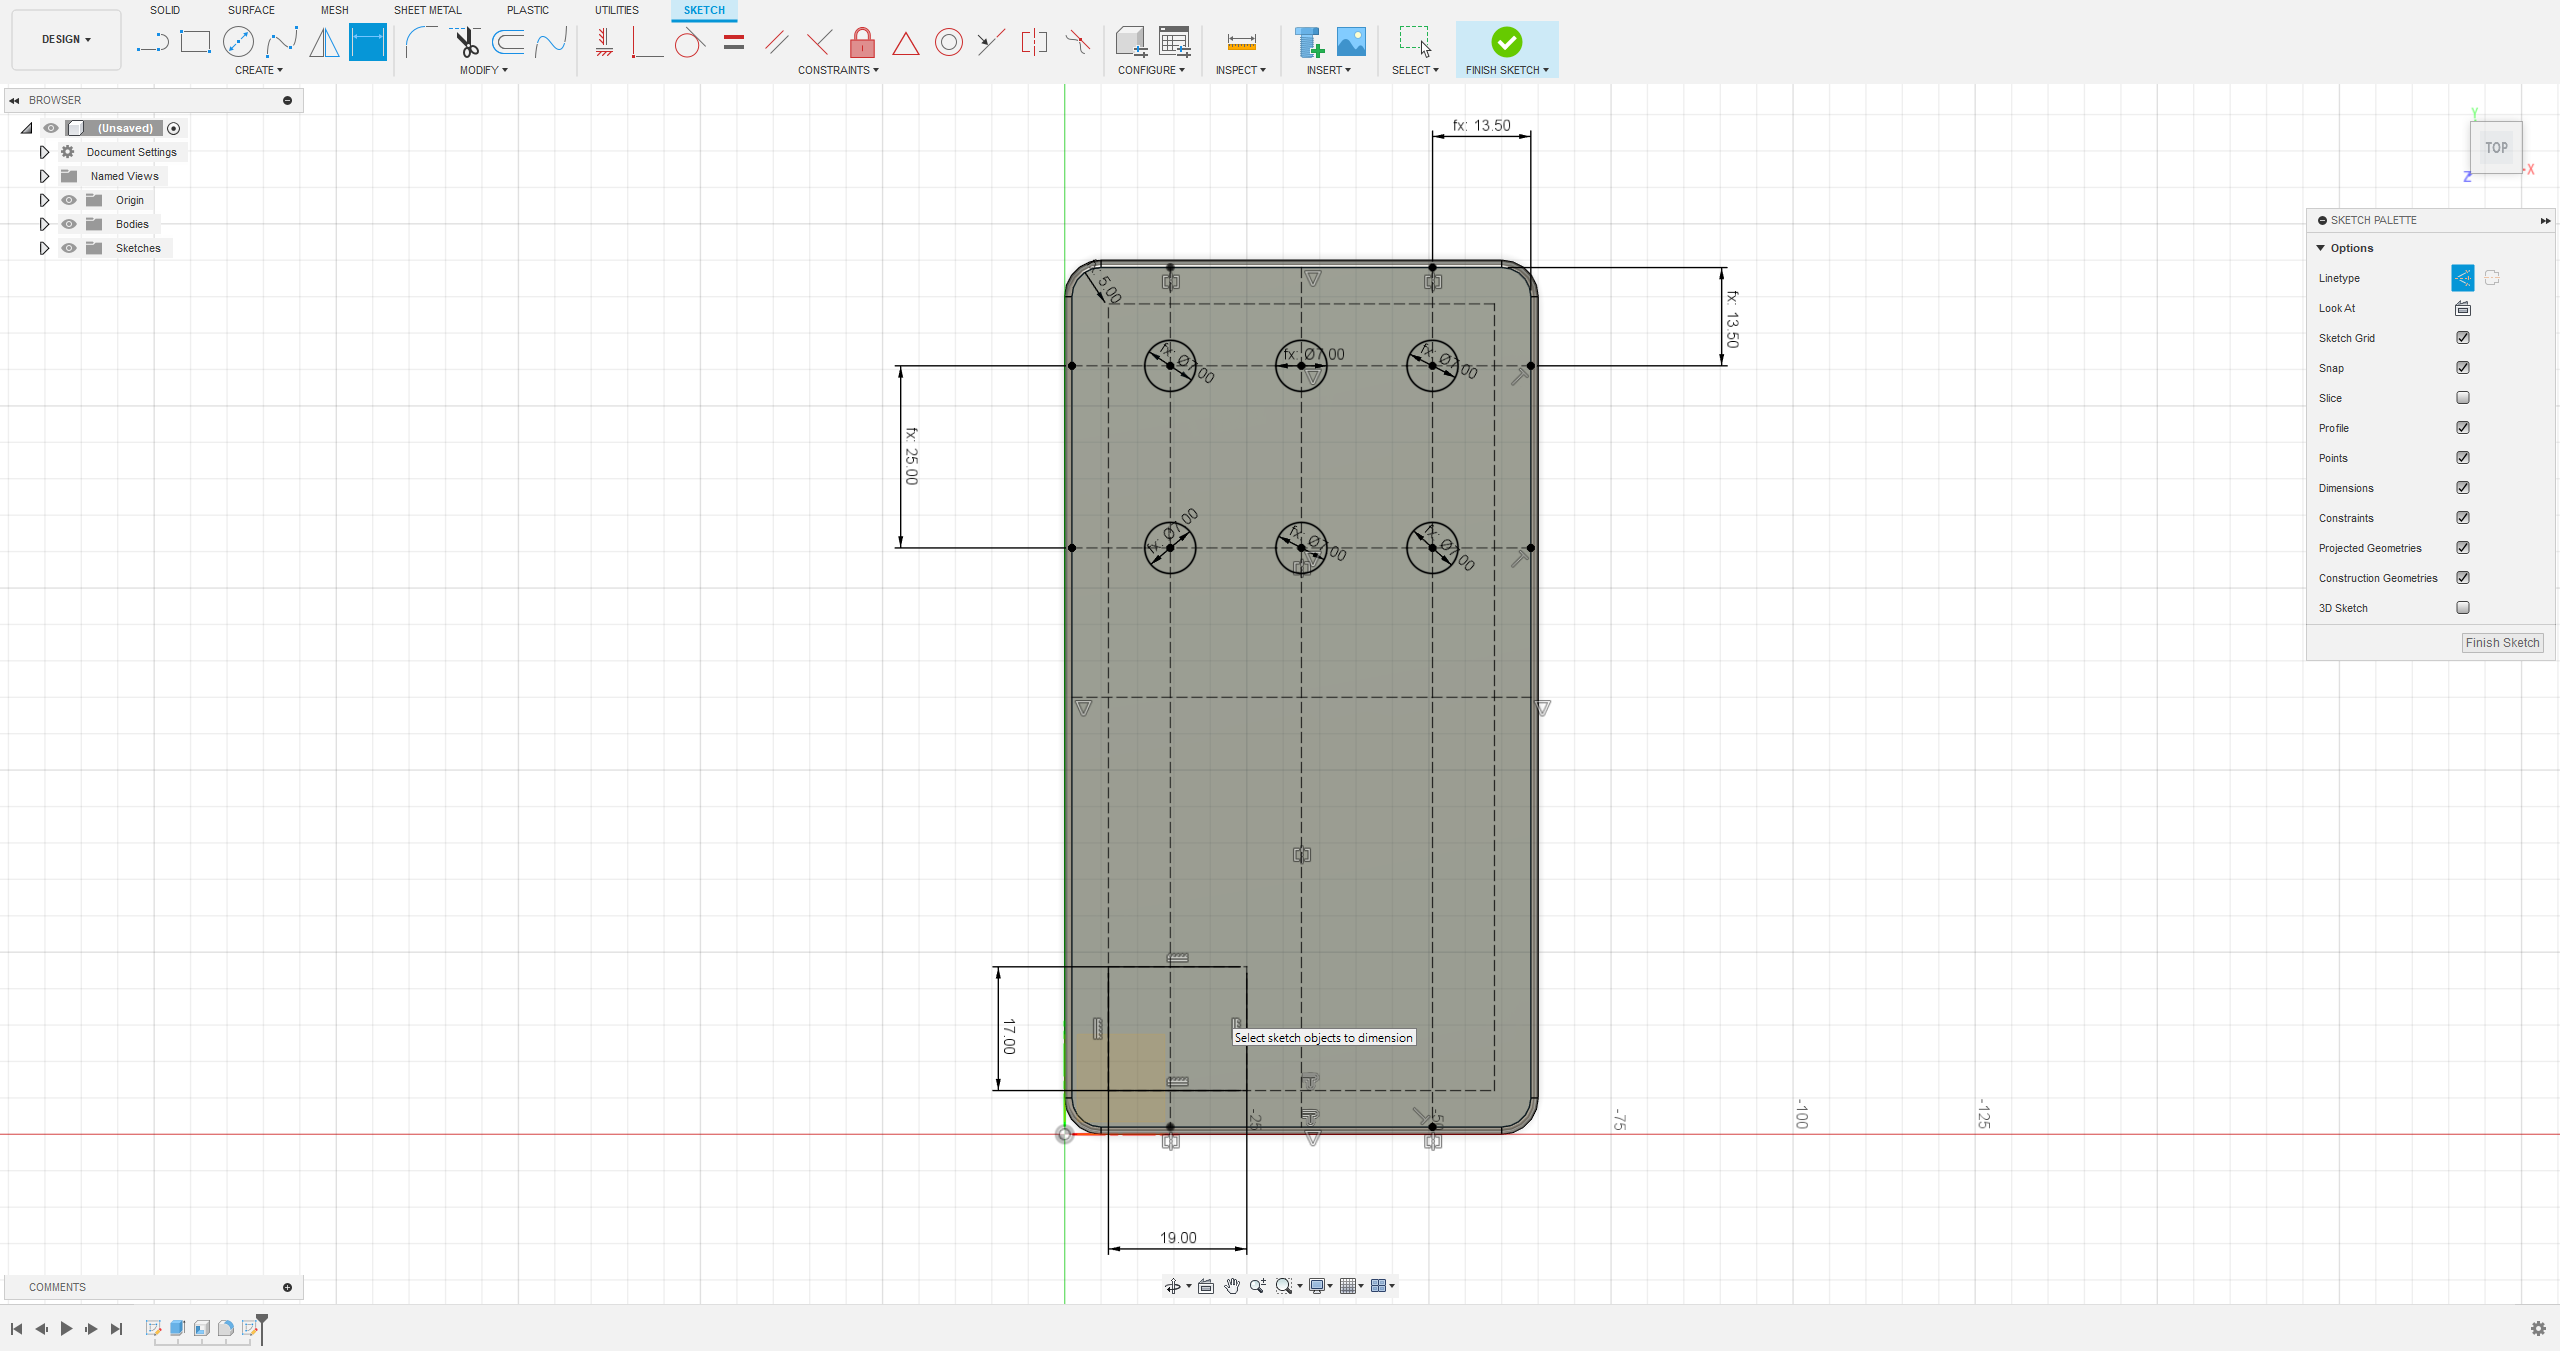 SOLID SURFACE MESH SHEET METAL PLASTIC UTILITIES SKETCH
DESIGN
CREATE MODIFY CONSTRAINTS CONFIGURE INSPECT INSERT SELECT FINISH SKETCH
BROWSER
(Unsaved)
Document Settings
Named Views
Origin
Bodies
Sketches
fx: 13.50
Y
TOP
X
Z
SKETCH PALETTE
Options
Linetype
Look At
Sketch Grid
Snap
Slice
Profile
Points
Dimensions
Constraints
Projected Geometries
Construction Geometries
3D Sketch
Finish Sketch
5.00
fx: 13.50
fx: Ø7.00
fx: Ø7.00
fx: Ø7.00
fx: 25.00
fx: Ø7.00
fx: Ø7.00
fx: Ø7.00
17.00
Select sketch objects to dimension
-25
-50
-75
-100
-125
19.00
COMMENTS